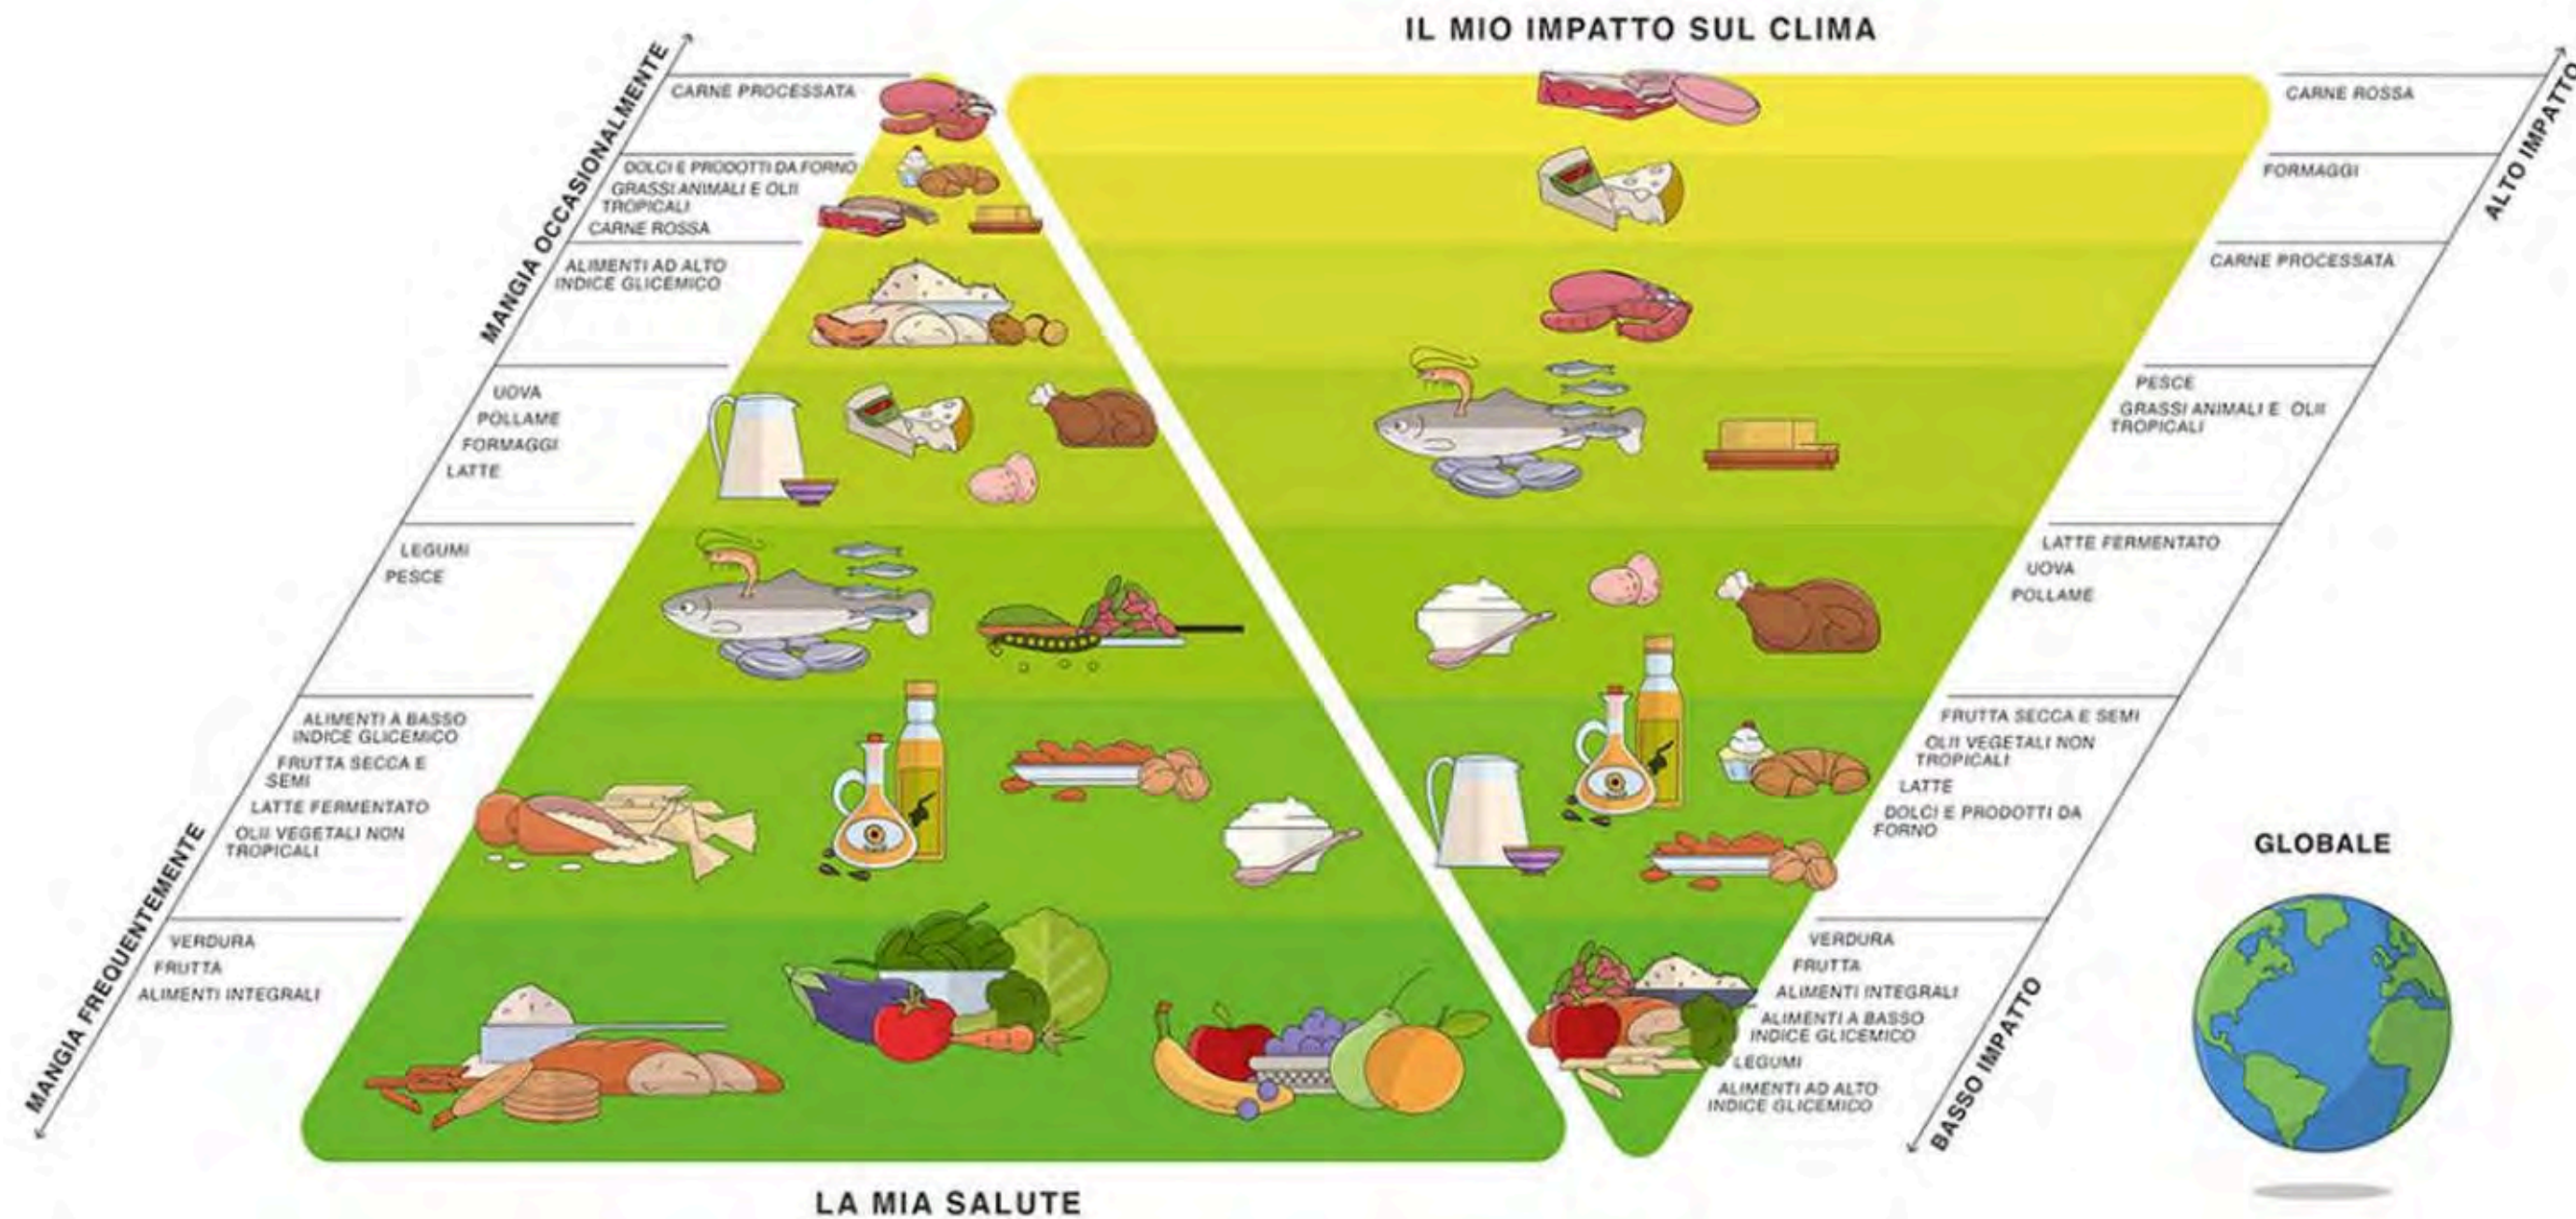 IL MIO IMPATTO SUL CLIMA
MANGIA OCCASIONALMENTE
CARNE PROCESSATA
DOLCI E PRODOTTI DA FORNO
GRASSI ANIMALI E OLII
TROPICALI
CARNE ROSSA
ALIMENTI AD ALTO
INDICE GLICEMICO
UOVA
POLLAME
FORMAGGI
LATTE
LEGUMI
PESCE
ALIMENTI A BASSO
INDICE GLICEMICO
FRUTTA SECCA E
SEMI
LATTE FERMENTATO
OLII VEGETALI NON
TROPICALI
MANGIA FREQUENTEMENTE
VERDURA
FRUTTA
ALIMENTI INTEGRALI
LA MIA SALUTE
ALTO IMPATTO
CARNE ROSSA
FORMAGGI
CARNE PROCESSATA
PESCE
GRASSI ANIMALI E OLII
TROPICALI
LATTE FERMENTATO
UOVA
POLLAME
FRUTTA SECCA E SEMI
OLII VEGETALI NON
TROPICALI
LATTE
DOLCI E PRODOTTI DA
FORNO
VERDURA
FRUTTA
ALIMENTI INTEGRALI
ALIMENTI A BASSO
INDICE GLICEMICO
LEGUMI
ALIMENTI AD ALTO
INDICE GLICEMICO
BASSO IMPATTO
GLOBALE